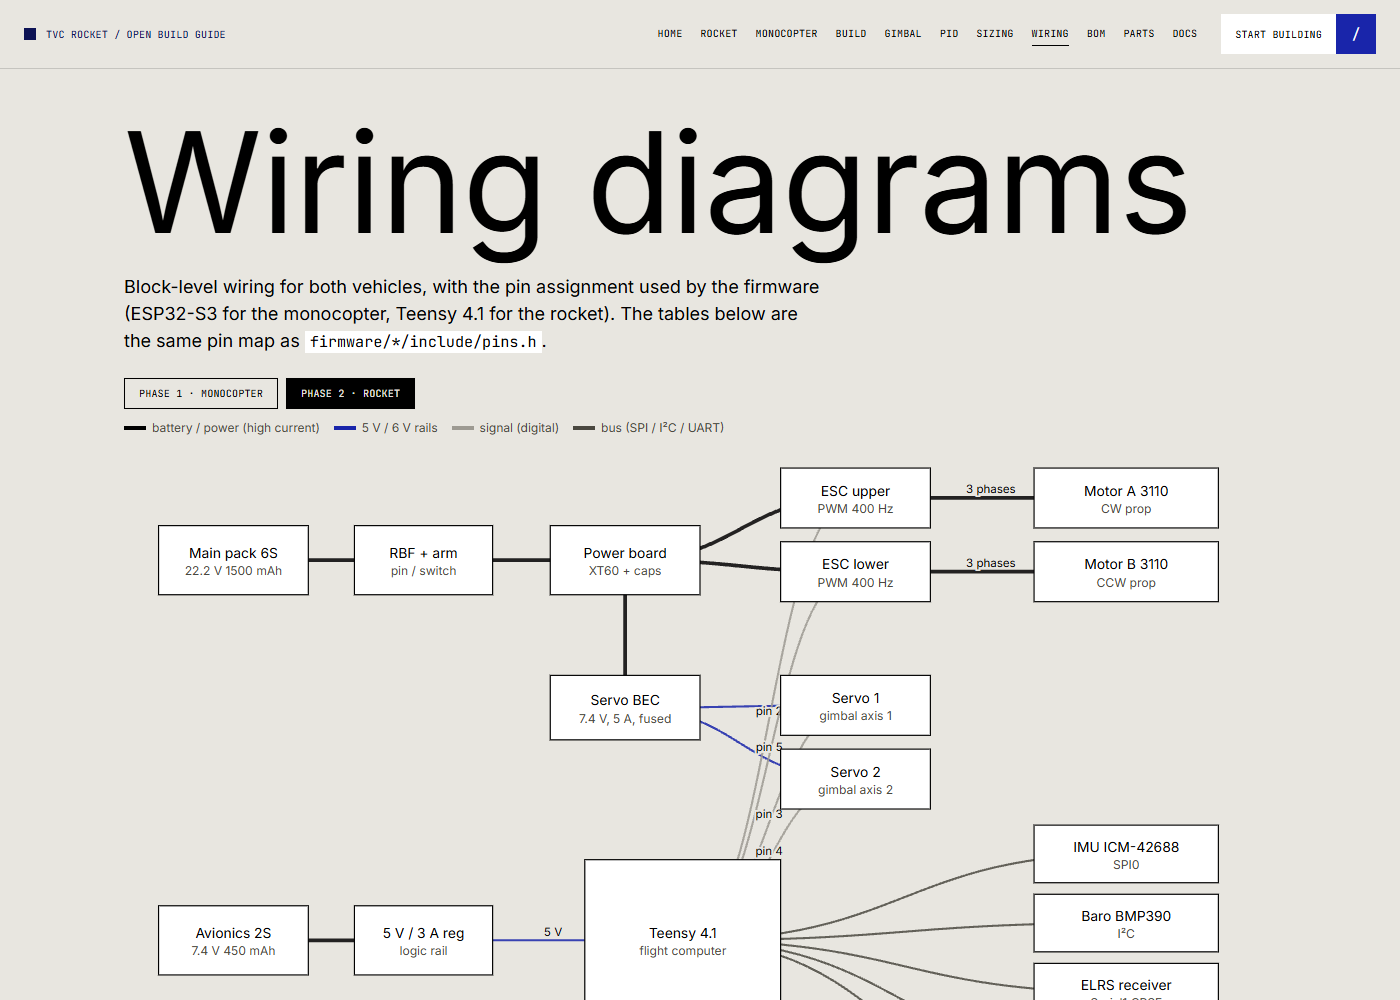 TVC ROCKET / OPEN BUILD GUIDE
HOME ROCKET MONOCOPTER BUILD GIMBAL PID SIZING WIRING BOM PARTS DOCS
START BUILDING /
Wiring diagrams
Block-level wiring for both vehicles, with the pin assignment used by the firmware
(ESP32-S3 for the monocopter, Teensy 4.1 for the rocket). The tables below are
the same pin map as firmware/*/include/pins.h.
PHASE 1 · MONOCOPTER
PHASE 2 · ROCKET
battery / power (high current)
5 V / 6 V rails
signal (digital)
bus (SPI / I²C / UART)
ESC upper
PWM 400 Hz
3 phases
Motor A 3110
CW prop
Main pack 6S
22.2 V 1500 mAh
RBF + arm
pin / switch
Power board
XT60 + caps
ESC lower
PWM 400 Hz
3 phases
Motor B 3110
CCW prop
Servo BEC
7.4 V, 5 A, fused
pin 2
Servo 1
gimbal axis 1
pin 5
Servo 2
gimbal axis 2
pin 3
pin 4
IMU ICM-42688
SPI0
Baro BMP390
I²C
Avionics 2S
7.4 V 450 mAh
5 V / 3 A reg
logic rail
5 V
Teensy 4.1
flight computer
ELRS receiver